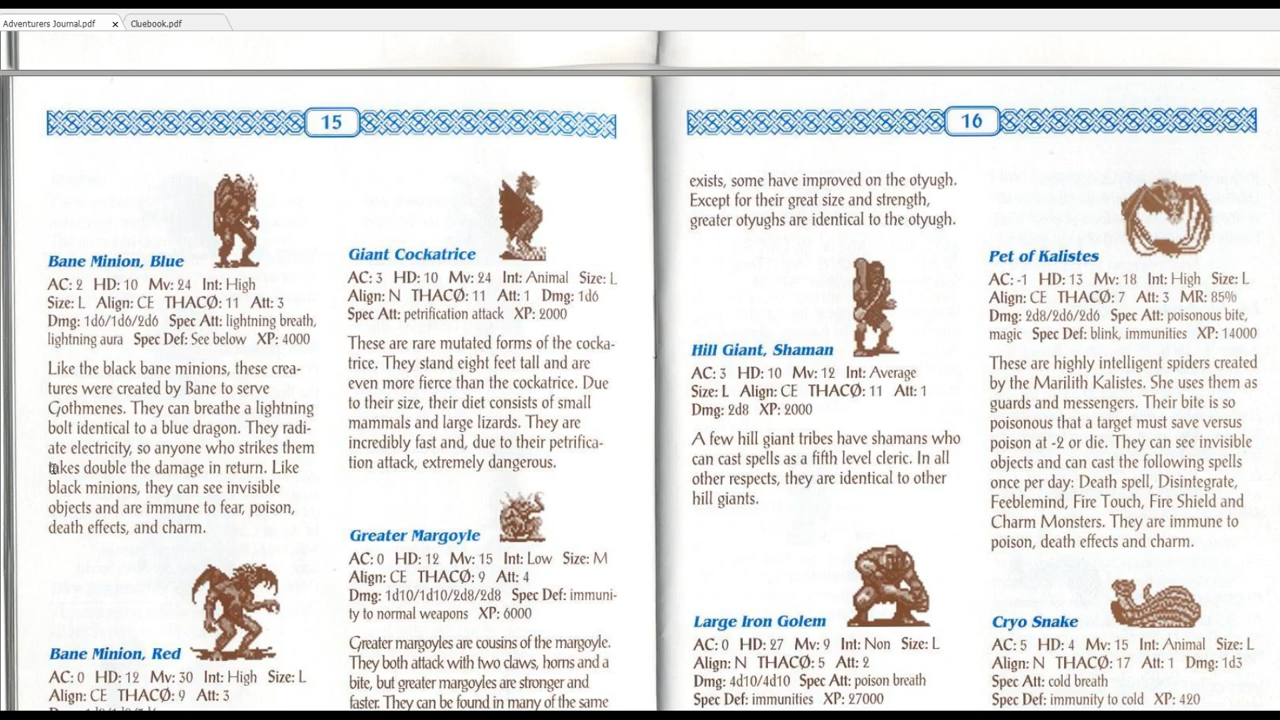 Adventurers Journal.pdf
Cluebook.pdf
15
Bane Minion, Blue
AC: 2 HD: 10 Mv: 24 Int: High
Size: L Align: CE THACØ: 11 Att: 3
Dmg: 1d6/1d6/2d6 Spec Att: lightning breath,
lightning aura Spec Def: See below XP: 4000
Like the black bane minions, these crea-
tures were created by Bane to serve
Gothmenes. They can breathe a lightning
bolt identical to a blue dragon. They radi-
ate electricity, so anyone who strikes them
takes double the damage in return. Like
black minions, they can see invisible
objects and are immune to fear, poison,
death effects, and charm.
Bane Minion, Red
AC: 0 HD: 12 Mv: 30 Int: High Size: L
Align: CE THACØ: 9 Att: 3
Giant Cockatrice
AC: 3 HD: 10 Mv: 24 Int: Animal Size: L
Align: N THACØ: 11 Att: 1 Dmg: 1d6
Spec Att: petrification attack XP: 2000
These are rare mutated forms of the cocka-
trice. They stand eight feet tall and are
even more fierce than the cockatrice. Due
to their size, their diet consists of small
mammals and large lizards. They are
incredibly fast and, due to their petrifica-
tion attack, extremely dangerous.
Greater Margoyle
AC: 0 HD: 12 Mv: 15 Int: Low Size: M
Align: CE THACØ: 9 Att: 4
Dmg: 1d10/1d10/2d8/2d8 Spec Def: immuni-
ty to normal weapons XP: 6000
Greater margoyles are cousins of the margoyle.
They both attack with two claws, horns and a
bite, but greater margoyles are stronger and
faster. They can be found in many of the same
16
exists, some have improved on the otyugh.
Except for their great size and strength,
greater otyughs are identical to the otyugh.
Hill Giant, Shaman
AC: 3 HD: 10 Mv: 12 Int: Average
Size: L Align: CE THACØ: 11 Att: 1
Dmg: 2d8 XP: 2000
A few hill giant tribes have shamans who
can cast spells as a fifth level cleric. In all
other respects, they are identical to other
hill giants.
Large Iron Golem
AC: 0 HD: 27 Mv: 9 Int: Non Size: L
Align: N THACØ: 5 Att: 2
Dmg: 4d10/4d10 Spec Att: poison breath
Spec Def: immunities XP: 27000
Pet of Kalistes
AC: -1 HD: 13 Mv: 18 Int: High Size: L
Align: CE THACØ: 7 Att: 3 MR: 85%
Dmg: 2d8/2d6/2d6 Spec Att: poisonous bite,
magic Spec Def: blink, immunities XP: 14000
These are highly intelligent spiders created
by the Marilith Kalistes. She uses them as
guards and messengers. Their bite is so
poisonous that a target must save versus
poison at -2 or die. They can see invisible
objects and can cast the following spells
once per day: Death spell, Disintegrate,
Feeblemind, Fire Touch, Fire Shield and
Charm Monsters. They are immune to
poison, death effects and charm.
Cryo Snake
AC: 5 HD: 4 Mv: 15 Int: Animal Size: L
Align: N THACØ: 17 Att: 1 Dmg: 1d3
Spec Att: cold breath
Spec Def: immunity to cold XP: 420